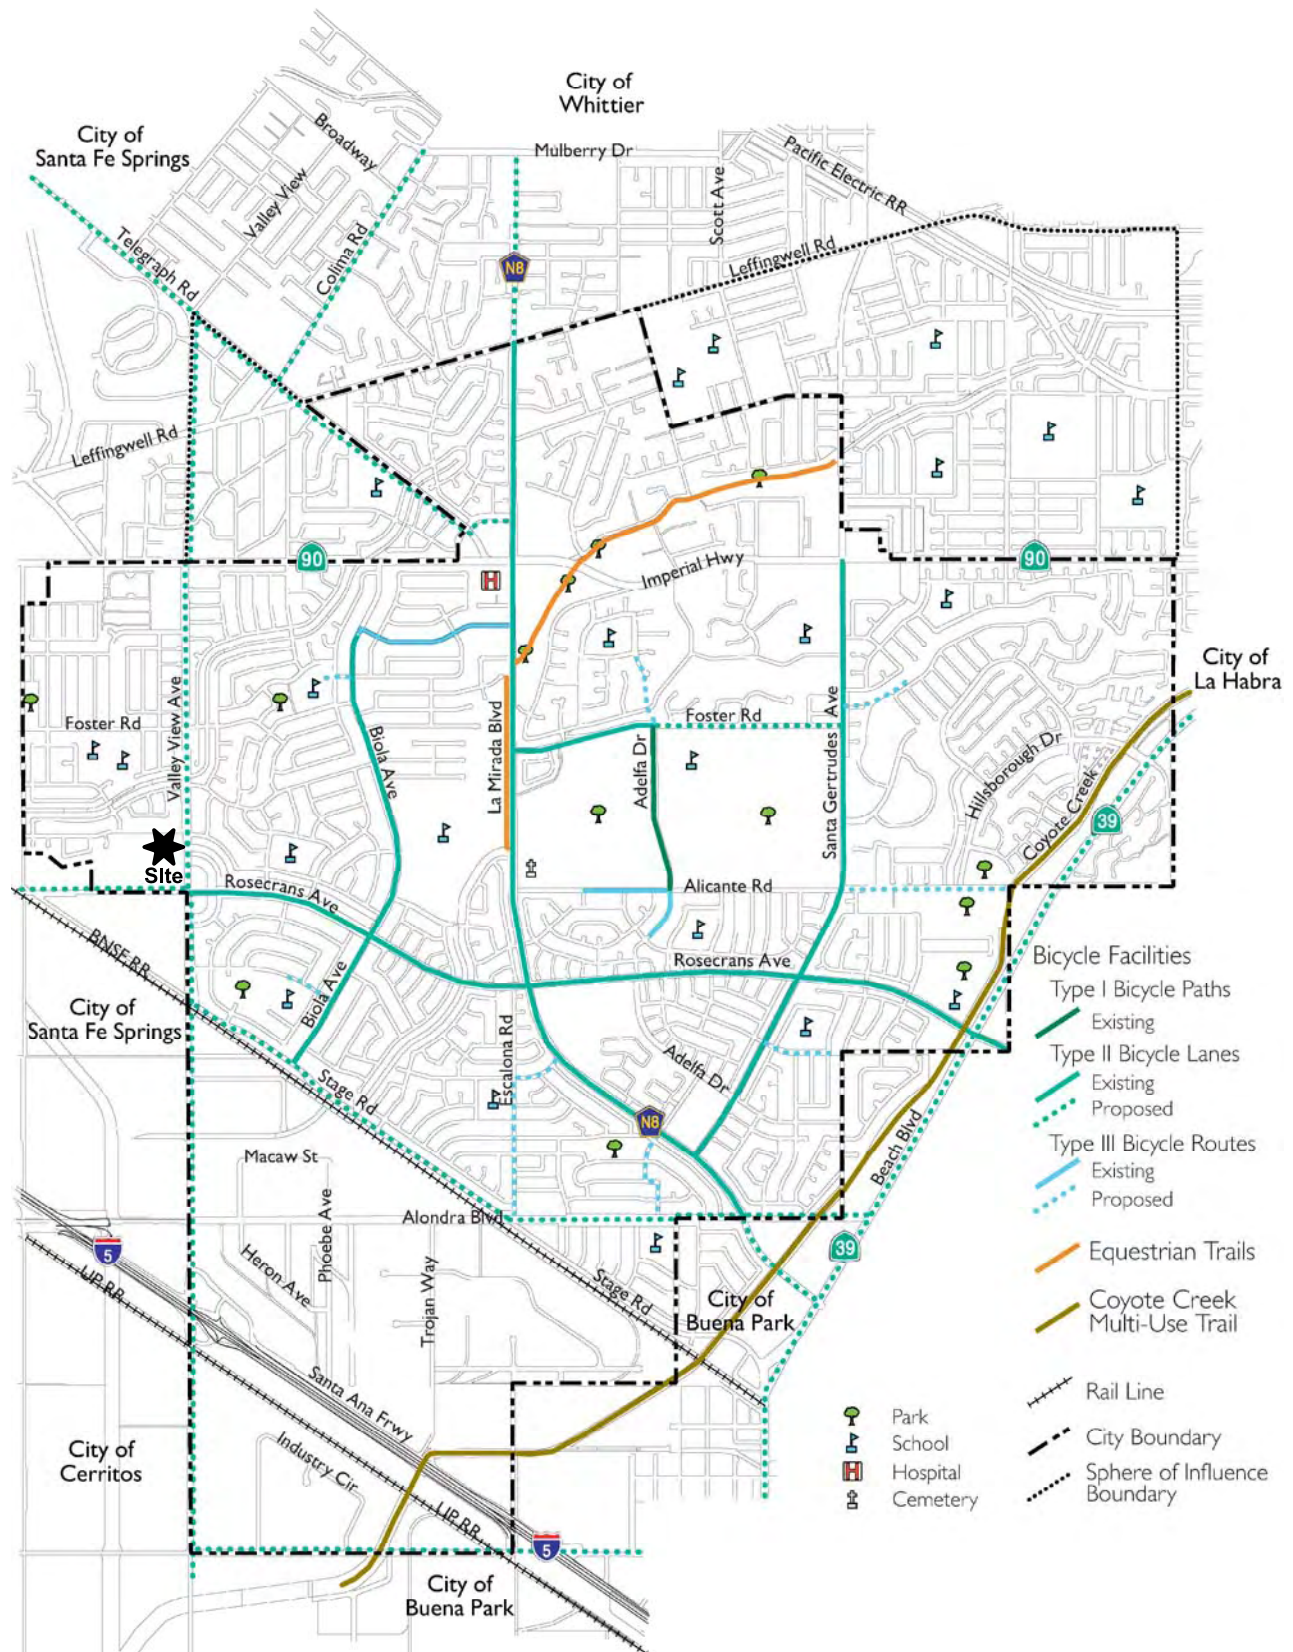 City of
Whittier
City of
Santa Fe Springs
Broadway
Mulberry Dr
Pacific Electric RR
Valley View
Scott Ave
Colima Rd
Telegraph Rd
Leffingwell Rd
N8
Leffingwell Rd
90
90
H
Imperial Hwy
City of
La Habra
Foster Rd
Valley View Ave
Biola Ave
La Mirada Blvd
Foster Rd
Adelfa Dr
Santa Gertrudes
Ave
Hillsborough Dr
Coyote Creek
39
SIte
Rosecrans Ave
Alicante Rd
BNSF RR
Rosecrans Ave
City of
Santa Fe Springs
Biola Ave
Escalona Rd
Adelfa Dr
Stage Rd
N8
Beach Blvd
Macaw St
Phoebe Ave
Alondra Blvd
5
Heron Ave
UP RR
Trojan Way
Stage Rd
39
City of
Buena Park
Santa Ana Frwy
City of
Cerritos
Industry Cir
UP RR
5
City of
Buena Park
Bicycle Facilities
Type I Bicycle Paths
Existing
Type II Bicycle Lanes
Existing
Proposed
Type III Bicycle Routes
Existing
Proposed
Equestrian Trails
Coyote Creek
Multi-Use Trail
Rail Line
City Boundary
Sphere of Influence
Boundary
Park
School
H
Hospital
Cemetery